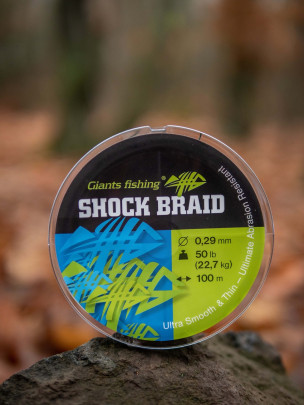 Giants fishing®
SHOCK BRAID
0,29 mm
50 lb
(22,7 kg)
100 m
Ultra Smooth & Thin – Ultimate Abrasion Resistant